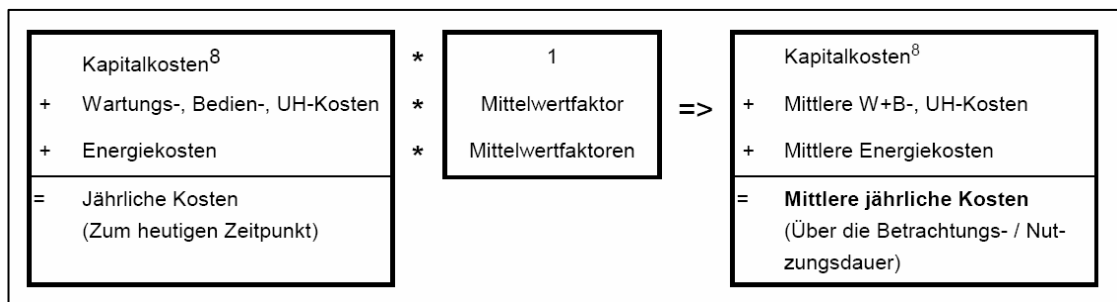 Kapitalkosten⁸ * 1 Kapitalkosten⁸
+ Wartungs-, Bedien-, UH-Kosten * Mittelwertfaktor => + Mittlere W+B-, UH-Kosten
+ Energiekosten * Mittelwertfaktoren + Mittlere Energiekosten
= Jährliche Kosten = Mittlere jährliche Kosten
(Zum heutigen Zeitpunkt) (Über die Betrachtungs- / Nut-
zungsdauer)